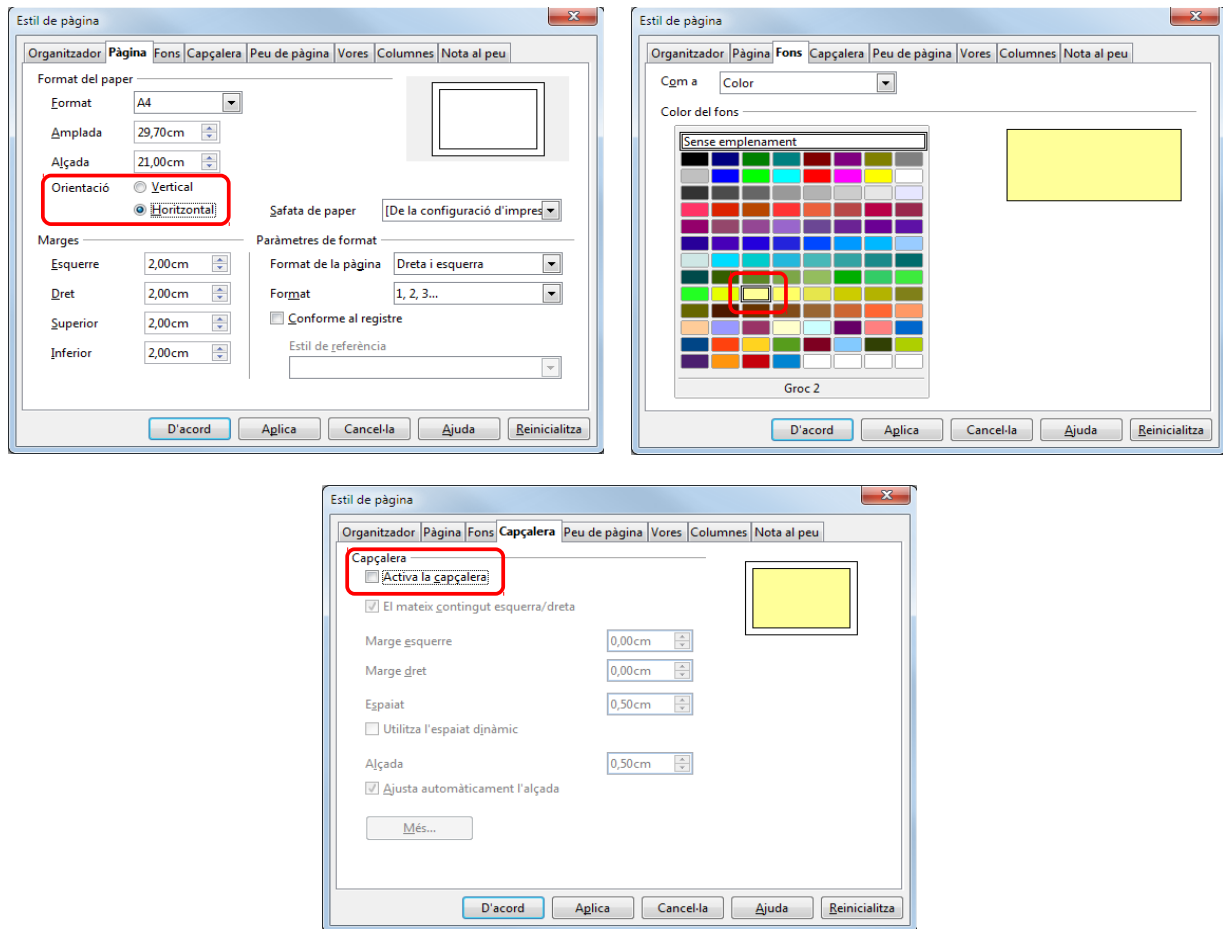 Estil de pàgina
Organitzador Pàgina Fons Capçalera Peu de pàgina Vores Columnes Nota al peu
Format del paper
Format A4
Amplada 29,70cm
Alçada 21,00cm
Orientació Vertical
Horitzontal
Safata de paper [De la configuració d'impres
Marges
Esquerre 2,00cm
Dret 2,00cm
Superior 2,00cm
Inferior 2,00cm
Paràmetres de format
Format de la pàgina Dreta i esquerra
Format 1, 2, 3...
Conforme al registre
Estil de referència
D'acord Aplica Cancel·la Ajuda Reinicialitza
Estil de pàgina
Organitzador Pàgina Fons Capçalera Peu de pàgina Vores Columnes Nota al peu
Com a Color
Color del fons
Sense emplenament
Groc 2
D'acord Aplica Cancel·la Ajuda Reinicialitza
Estil de pàgina
Organitzador Pàgina Fons Capçalera Peu de pàgina Vores Columnes Nota al peu
Capçalera
Activa la capçalera
El mateix contingut esquerra/dreta
Marge esquerre 0,00cm
Marge dret 0,00cm
Espaiat 0,50cm
Utilitza l'espaiat dinàmic
Alçada 0,50cm
Ajusta automàticament l'alçada
Més...
D'acord Aplica Cancel·la Ajuda Reinicialitza